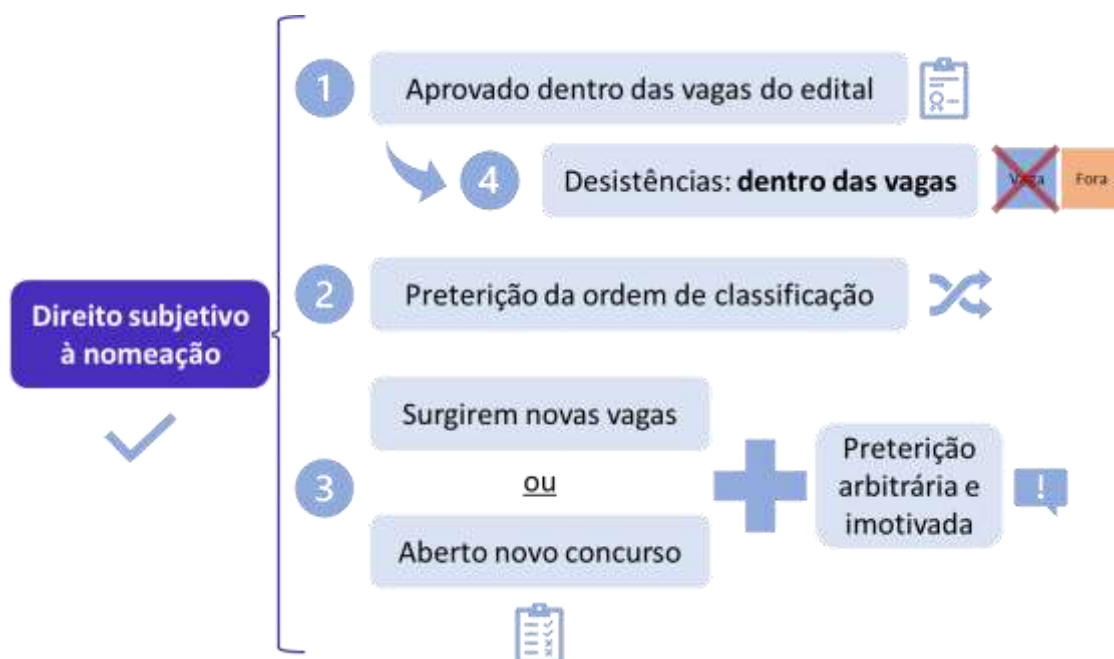 1
Aprovado dentro das vagas do edital
4
Desistências: dentro das vagas
Vaga
Fora
2
Preterição da ordem de classificação
Direito subjetivo
à nomeação
Surgirem novas vagas
3
ou
Aberto novo concurso
Preterição
arbitrária e
imotivada
!